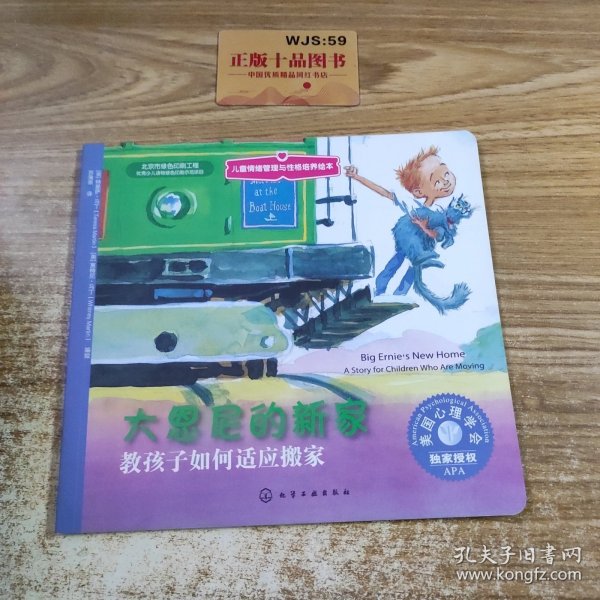 WJS:59
正版十品图书
中国优质精品网红书店
北京市绿色印刷工程
优秀少儿读物绿色印刷示范项目
儿童情绪管理与性格培养绘本
at the
Boat House
Big Ernie's New Home
A Story for Children Who Are Moving
大恩尼的新家
教孩子如何适应搬家
American Psychological Association
美国心理学会
独家授权
APA
化学工业出版社
孔夫子旧书网
www.kongfz.com